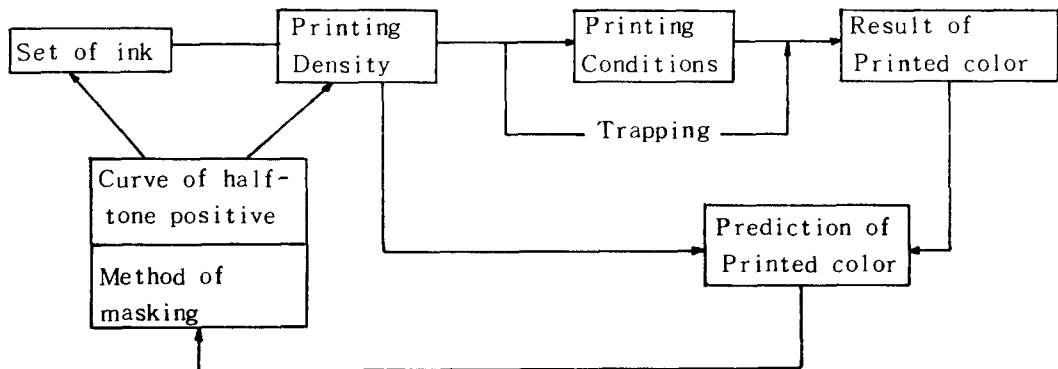 Set of ink
Printing
Density
Printing
Conditions
Result of
Printed color
Trapping
Curve of half-
tone positive
Method of
masking
Prediction of
Printed color